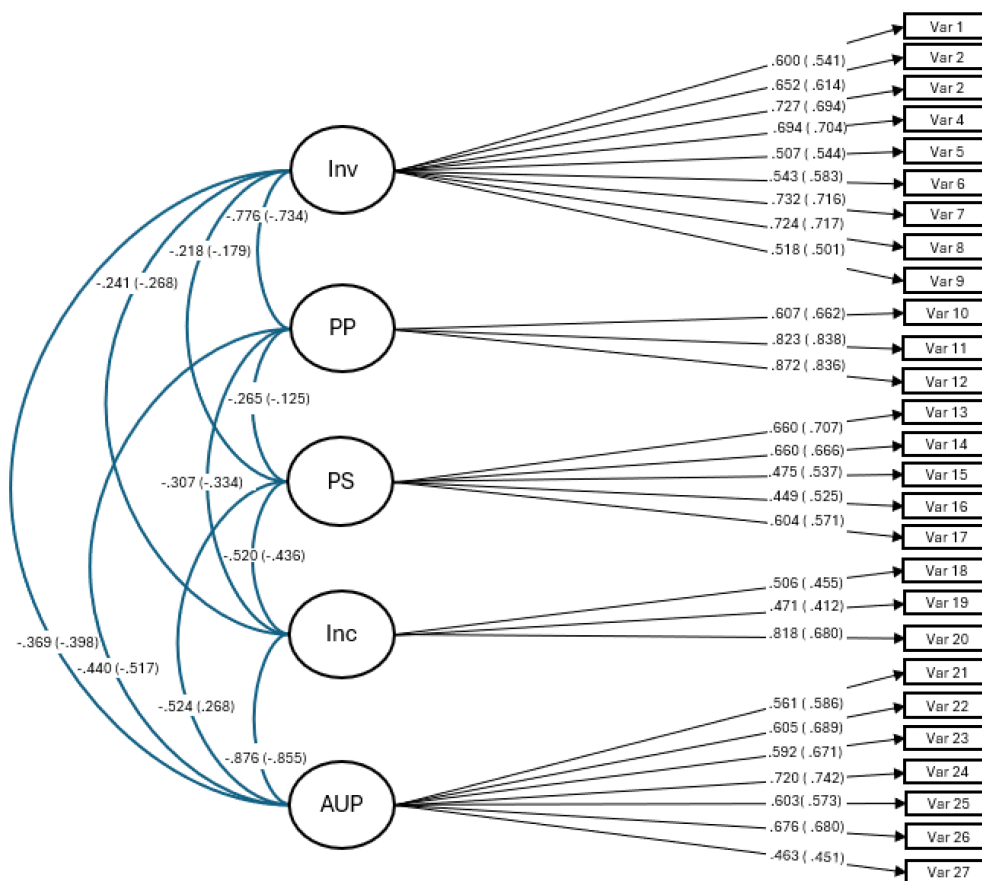 Var 1
.600 ( .541)
Var 2
.652 ( .614)
Var 2
.727 ( .694)
Var 4
.694 ( .704)
Var 5
.507 ( .544)
Inv
.543 ( .583)
Var 6
.732 ( .716)
Var 7
-.776 (-.734)
.724 ( .717)
Var 8
-.218 (-.179)
.518 ( .501)
-.241 (-.268)
Var 9
.607 ( .662)
Var 10
PP
.823 ( .838)
Var 11
.872 ( .836)
Var 12
-.265 (-.125)
Var 13
.660 ( .707)
Var 14
.660 ( .666)
.475 ( .537)
Var 15
PS
-.307 (-.334)
.449 ( .525)
Var 16
.604 ( .571)
Var 17
-.520 (-.436)
Var 18
.506 ( .455)
Var 19
.471 ( .412)
Inc
.818 ( .680)
Var 20
-.369 (-.398)
-.440 (-.517)
Var 21
.561 ( .586)
-.524 (.268)
Var 22
.605 ( .689)
Var 23
.592 ( .671)
-.876 (-.855)
Var 24
.720 ( .742)
AUP
.603( .573)
Var 25
.676 ( .680)
Var 26
.463 ( .451)
Var 27